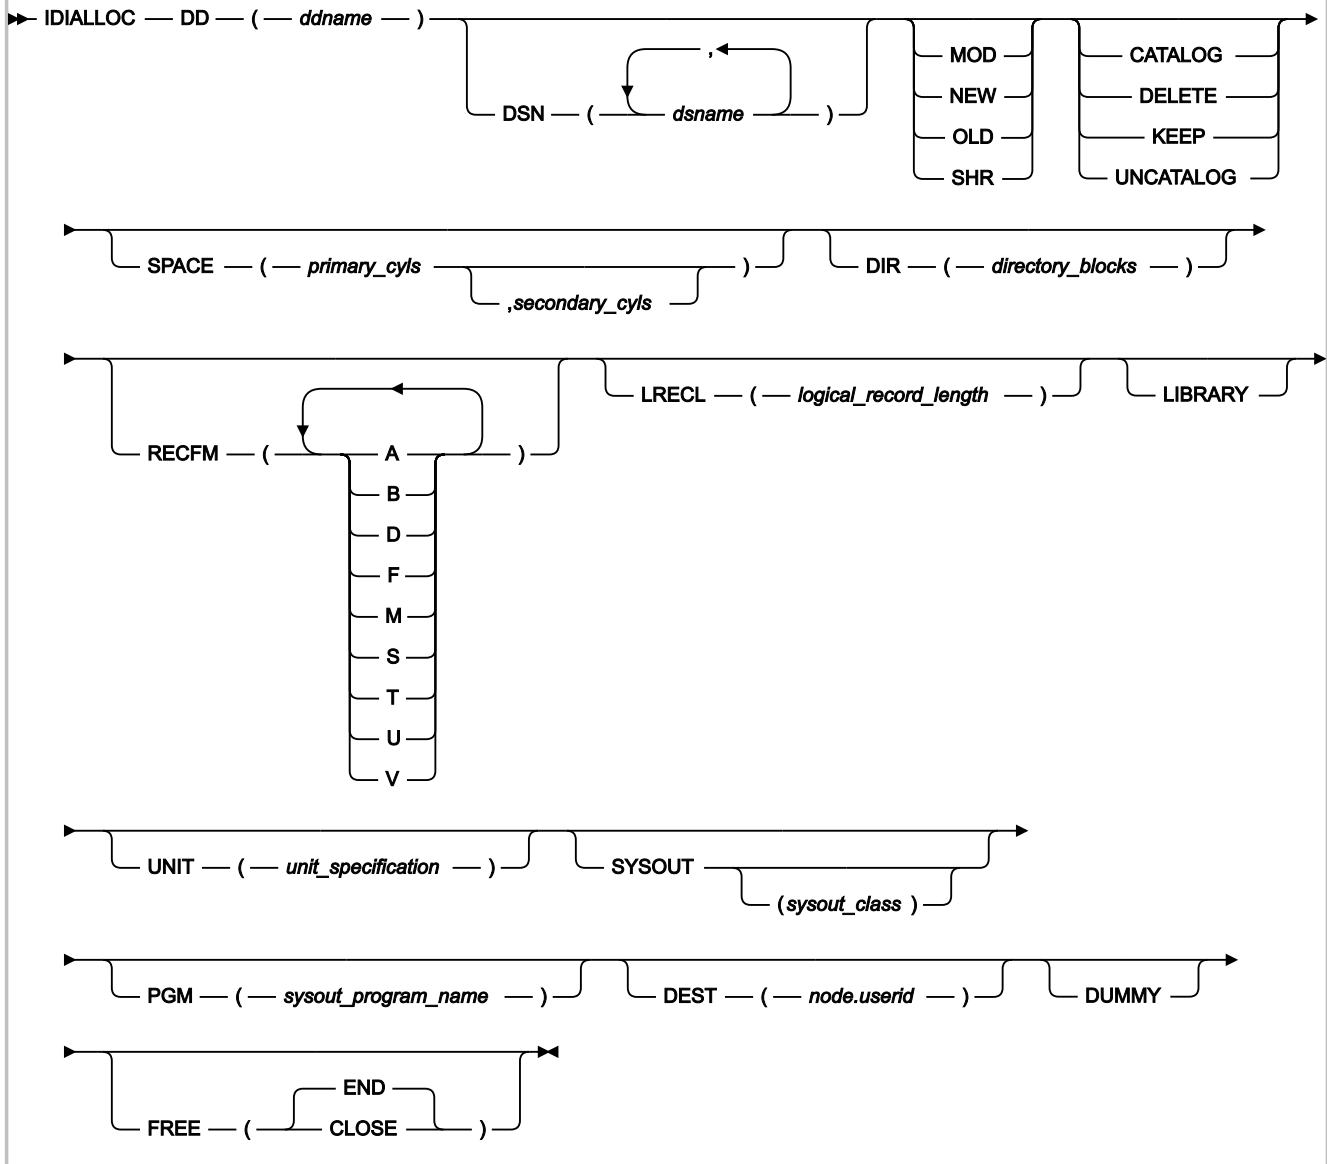 IDIALLOC DD ( ddname )
DSN ( dsname , )
MOD
NEW
OLD
SHR
CATALOG
DELETE
KEEP
UNCATALOG
SPACE ( primary_cyls ,secondary_cyls )
DIR ( directory_blocks )
RECFM ( A )
B
D
F
M
S
T
U
V
LRECL ( logical_record_length )
LIBRARY
UNIT ( unit_specification )
SYSOUT
(sysout_class )
PGM ( sysout_program_name )
DEST ( node.userid )
DUMMY
END
FREE ( CLOSE )